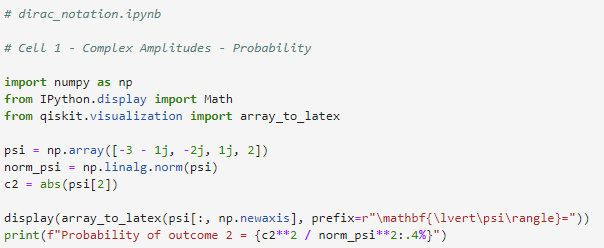 # dirac_notation.ipynb
# Cell 1 - Complex Amplitudes - Probability
import numpy as np
from IPython.display import Math
from qiskit.visualization import array_to_latex
psi = np.array([-3 - 1j, -2j, 1j, 2])
norm_psi = np.linalg.norm(psi)
c2 = abs(psi[2])
display(array_to_latex(psi[:, np.newaxis], prefix=r"\mathbf{\lvert\psi\rangle}="))
print(f"Probability of outcome 2 = {c2**2 / norm_psi**2:.4%}")